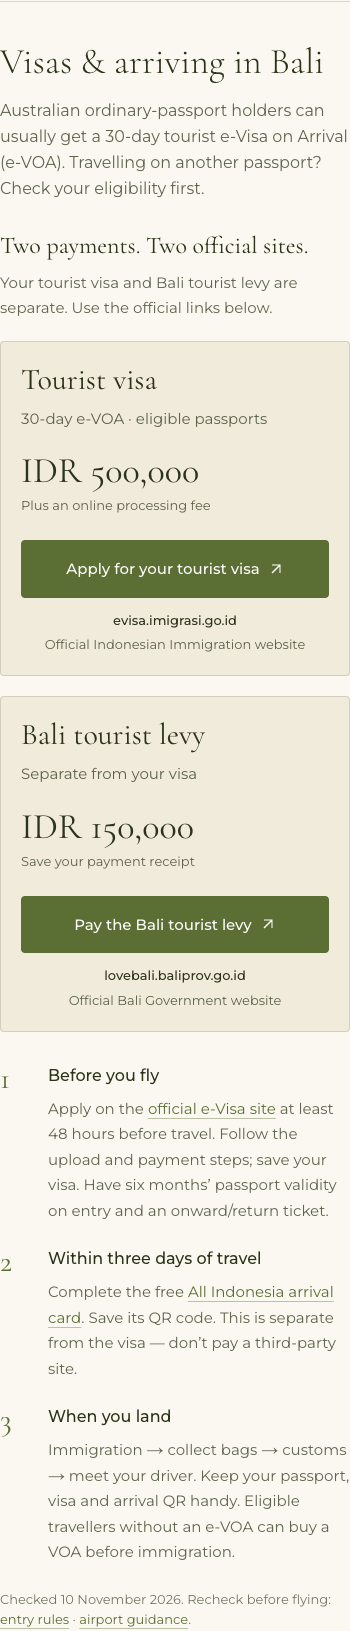 Visas & arriving in Bali
Australian ordinary-passport holders can
usually get a 30-day tourist e-Visa on Arrival
(e-VOA). Travelling on another passport?
Check your eligibility first.
Two payments. Two official sites.
Your tourist visa and Bali tourist levy are
separate. Use the official links below.
Tourist visa
30-day e-VOA · eligible passports
IDR 500,000
Plus an online processing fee
Apply for your tourist visa ↗
evisa.imigrasi.go.id
Official Indonesian Immigration website
Bali tourist levy
Separate from your visa
IDR 150,000
Save your payment receipt
Pay the Bali tourist levy ↗
lovebali.baliprov.go.id
Official Bali Government website
1 Before you fly
Apply on the official e-Visa site at least
48 hours before travel. Follow the
upload and payment steps; save your
visa. Have six months’ passport validity
on entry and an onward/return ticket.
2 Within three days of travel
Complete the free All Indonesia arrival
card. Save its QR code. This is separate
from the visa — don’t pay a third-party
site.
3 When you land
Immigration → collect bags → customs
→ meet your driver. Keep your passport,
visa and arrival QR handy. Eligible
travellers without an e-VOA can buy a
VOA before immigration.
Checked 10 November 2026. Recheck before flying:
entry rules · airport guidance.